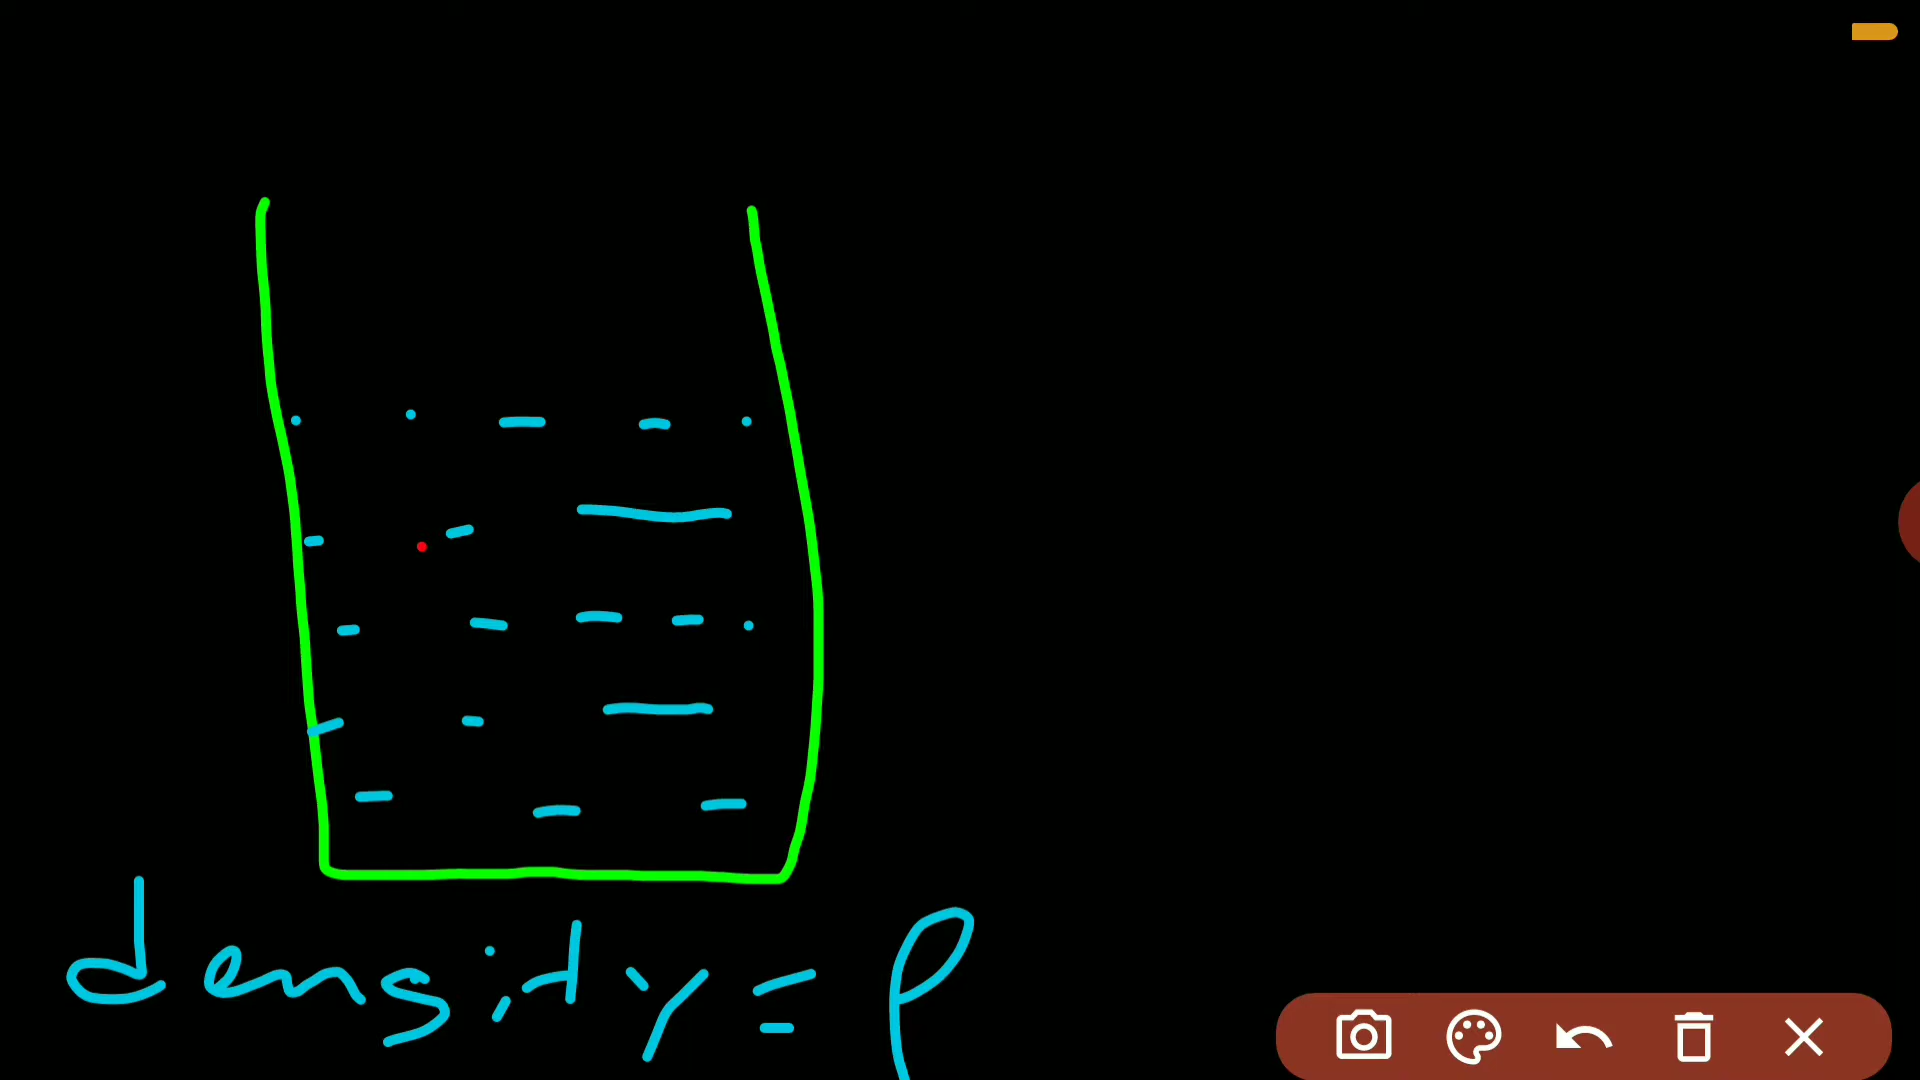 density = ρ